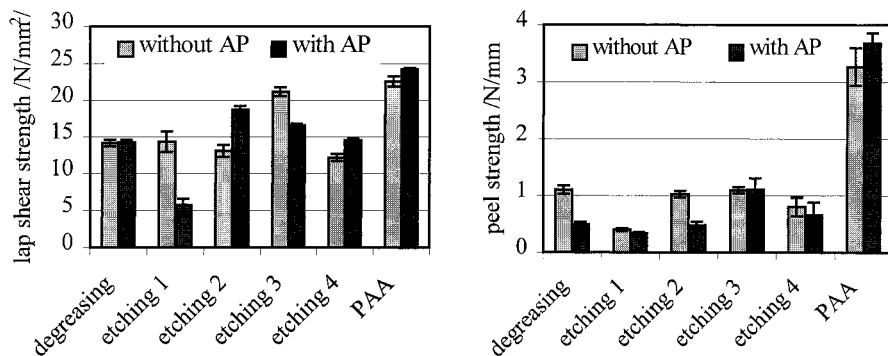 lap shear strength /N/mm²/
30
25
20
15
10
5
0
without AP
with AP
degreasing
etching 1
etching 2
etching 3
etching 4
PAA
peel strength /N/mm
4
3
2
1
0
without AP
with AP
degreasing
etching 1
etching 2
etching 3
etching 4
PAA